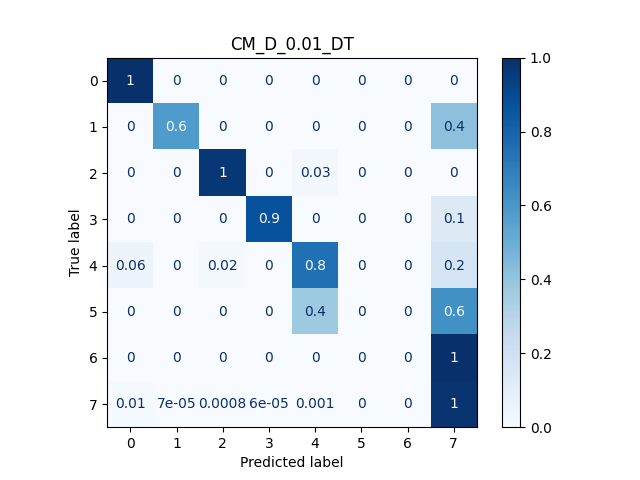 CM_D_0.01_DT
0 1 0 0 0 0 0 0 0
1 0 0.6 0 0 0 0 0 0.4
2 0 0 1 0 0.03 0 0 0
3 0 0 0 0.9 0 0 0 0.1
4 0.06 0 0.02 0 0.8 0 0 0.2
5 0 0 0 0 0.4 0 0 0.6
6 0 0 0 0 0 0 0 1
7 0.01 7e-05 0.0008 6e-05 0.001 0 0 1
0 1 2 3 4 5 6 7
Predicted label
True label
1.0
0.8
0.6
0.4
0.2
0.0